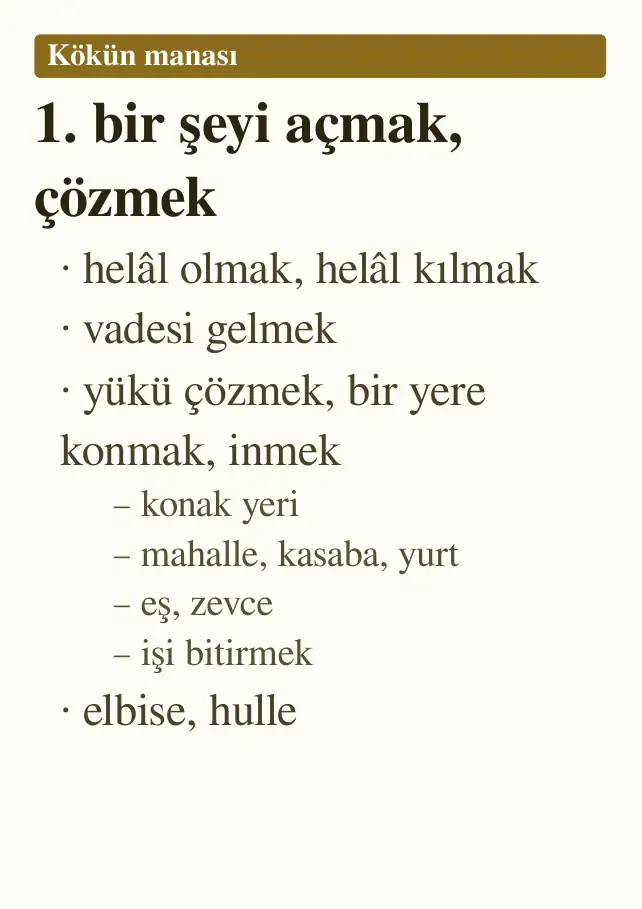 Kökün manası
1. bir şeyi açmak,
çözmek
· helâl olmak, helâl kılmak
· vadesi gelmek
· yükü çözmek, bir yere
konmak, inmek
– konak yeri
– mahalle, kasaba, yurt
– eş, zevce
– işi bitirmek
· elbise, hulle